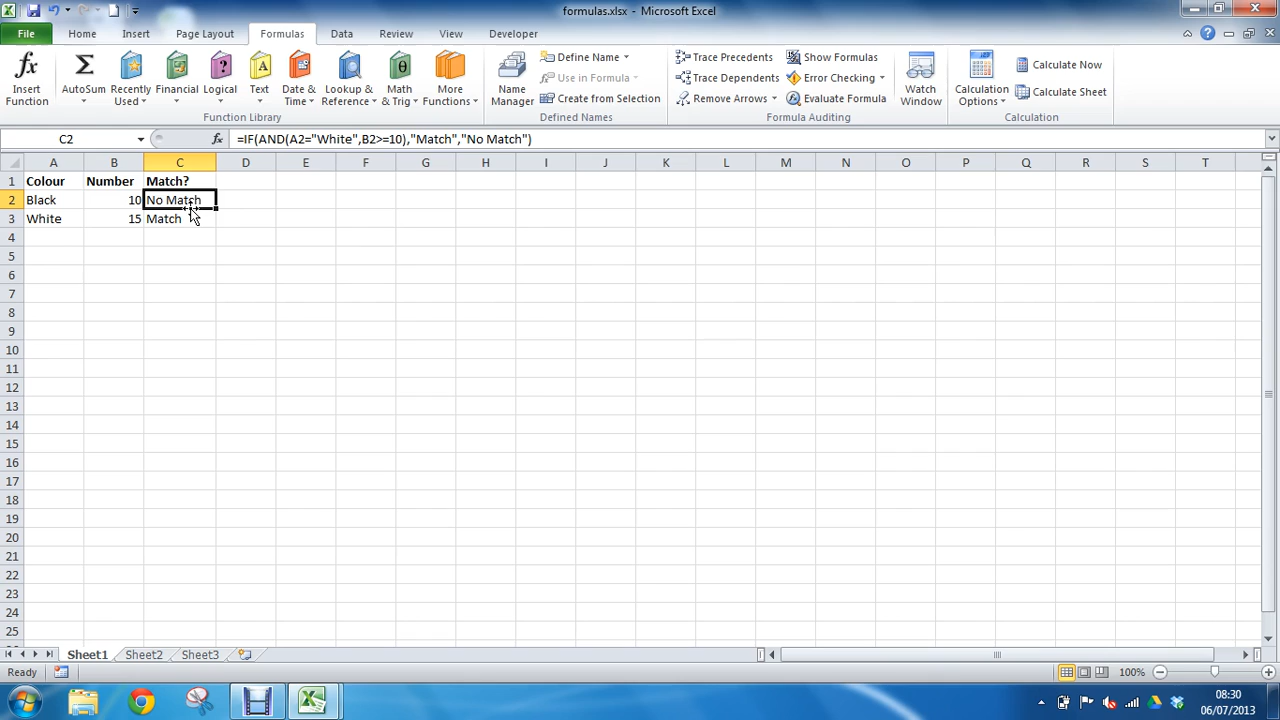 formulas.xlsx - Microsoft Excel
File Home Insert Page Layout Formulas Data Review View Developer
fx Σ A ? θ
Insert Function
AutoSum
Recently Used
Financial
Logical
Text
Date & Time
Lookup & Reference
Math & Trig
More Functions
Function Library
Name Manager
Define Name
Use in Formula
Create from Selection
Defined Names
Trace Precedents
Trace Dependents
Remove Arrows
Show Formulas
Error Checking
Evaluate Formula
Formula Auditing
Watch Window
Calculation Options
Calculate Now
Calculate Sheet
Calculation
C2 fx =IF(AND(A2="White",B2>=10),"Match","No Match")
A B C D E F G H I J K L M N O P Q R S T
1 Colour Number Match?
2 Black 10 No Match
3 White 15 Match
4
5
6
7
8
9
10
11
12
13
14
15
16
17
18
19
20
21
22
23
24
25
Sheet1 Sheet2 Sheet3
Ready 100%
08:30
06/07/2013